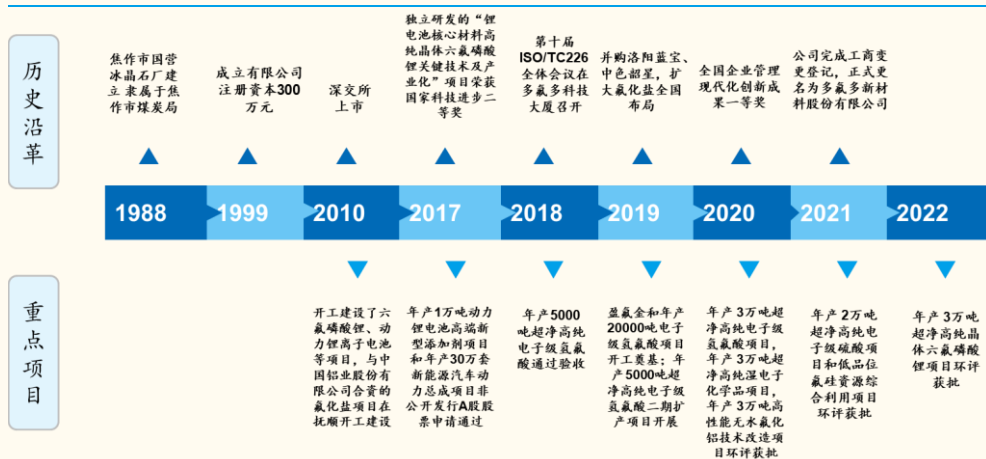 历史沿革
焦作市国营
冰晶石厂建
立隶属于焦
作市煤炭局
成立有限公司
注册资本300
万元
深交所
上市
独立研发的“锂
电池核心材料高
纯晶体六氟磷酸
锂关键技术及产
业化”项目荣获
国家科技进步二
等奖
第十届
ISO/TC226
全体会议在
多氟多科技
大厦召开
并购洛阳蓝宝、
中色韶星，扩
大氟化盐全国
布局
全国企业管理
现代化创新成
果一等奖
公司完成工商变
更登记，正式更
名为多氟多新材
料股份有限公司
1988
1999
2010
2017
2018
2019
2020
2021
2022
重点项目
开工建设了六
氟磷酸锂、动
力锂离子电池
等项目，与中
国铝业股份有
限公司合资的
氟化盐项目在
抚顺开工建设
年产1万吨动力
锂电池高端新
型添加剂项目
和年产30万套
新能源汽车动
力总成项目非
公开发行A股股
票申请通过
年产5000
吨超净高纯
电子级氢氟
酸通过验收
盈氟金和年产
20000吨电子
级氢氟酸项目
开工奠基；年
产5000吨超
净高纯电子级
氢氟酸二期扩
产项目开展
年产3万吨超
净高纯电子级
氢氟酸项目，
年产3万吨超
净高纯湿电子
化学品项目，
年产3万吨高
性能无水氟化
铝技术改造项
目环评获批
年产2万吨
超净高纯电
子级硫酸项
目和低品位
氟硅资源综
合利用项目
环评获批
年产3万吨
超净高纯晶
体六氟磷酸
锂项目环评
获批